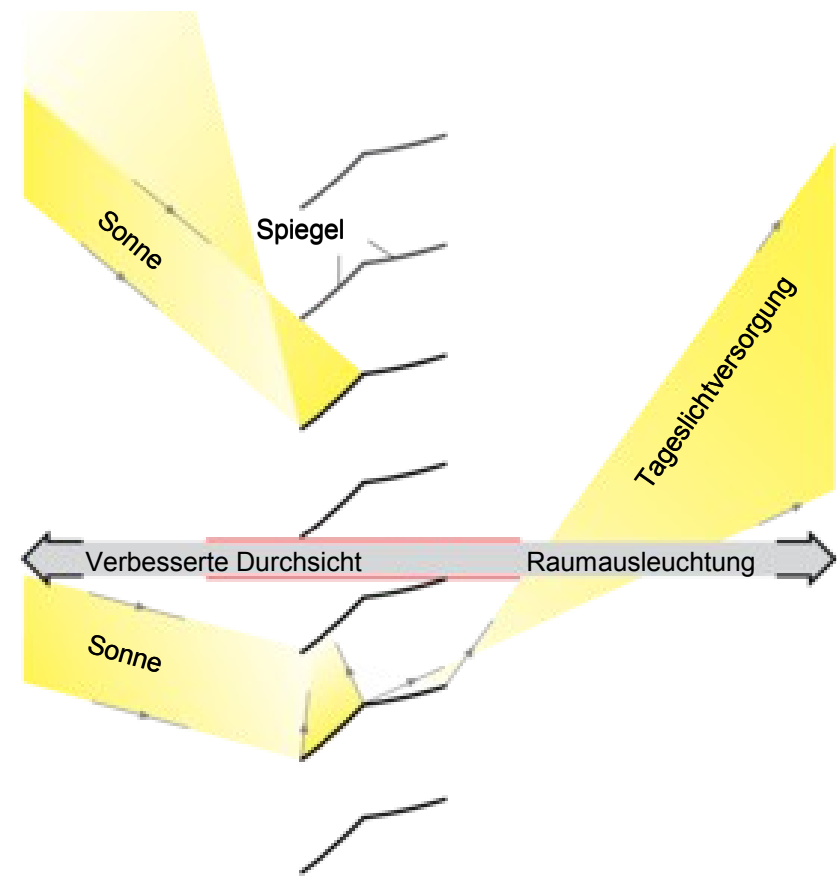 Sonne
Spiegel
Tageslichtversorgung
Verbesserte Durchsicht
Raumausleuchtung
Sonne